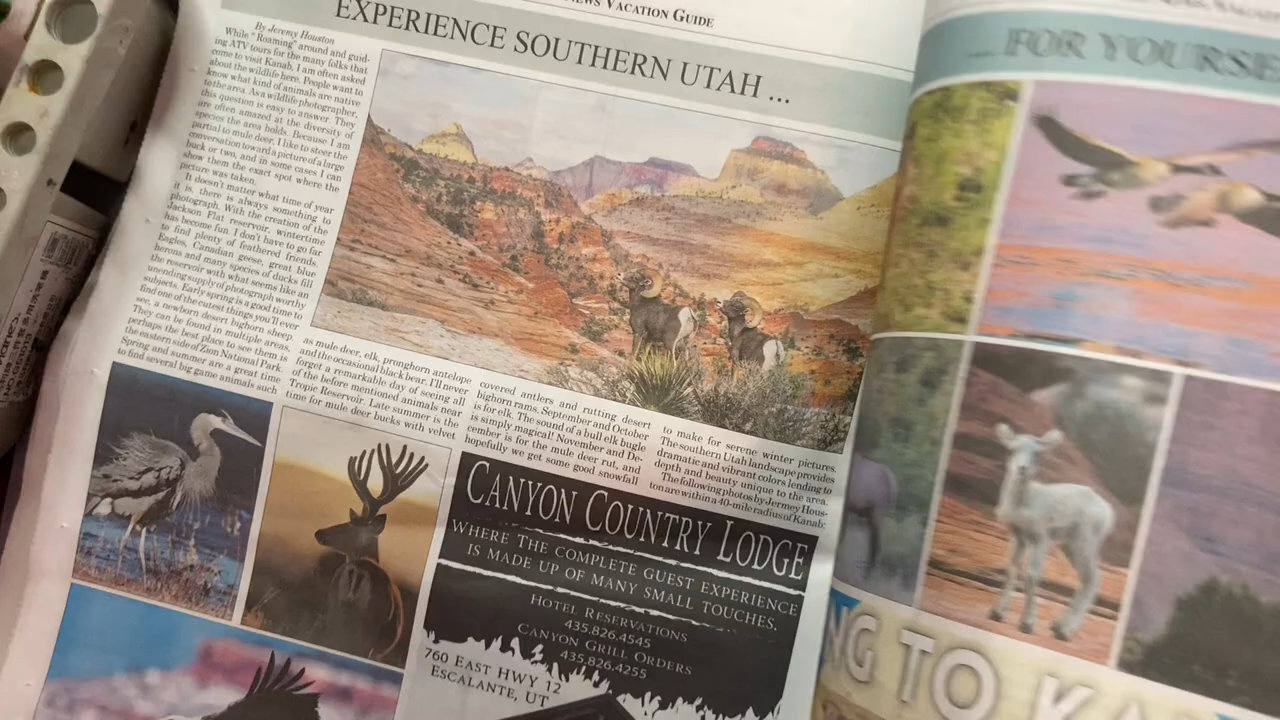 NEWS VACATION GUIDE
EXPERIENCE SOUTHERN UTAH ...
By Jeremy Houston
While "Roaming" around and guid-
ing ATV tours for the many folks that
come to visit Kanab, I am often asked
about the wildlife here. People want to
know what kind of animals are native
to the area. As a wildlife photographer,
this question is easy to answer. They
are often amazed at the diversity of
species the area holds. Because I am
partial to mule deer, I like to steer the
conversation toward a picture of a large
buck or two, and in some cases I can
show them the exact spot where the
picture was taken.
It doesn't matter what time of year
it is, there is always something to
photograph. With the creation of the
Jackson Flat reservoir, wintertime
has become fun. I don't have to go far
to find plenty of feathered friends.
Eagles, Canadian geese, great blue
herons and many species of ducks fill
the reservoir with what seems like an
unending supply of photograph worthy
subjects. Early spring is a good time to
find one of the cutest things you'll ever
see, a newborn desert bighorn sheep.
They can be found in multiple areas,
perhaps the best place to see them is
the eastern side of Zion National Park.
Spring and summer are a great time
to find several big game animals such
as mule deer, elk, pronghorn antelope
and the occasional black bear. I'll never
forget a remarkable day of seeing all
of the before mentioned animals near
Tropic Reservoir. Late summer is the
time for mule deer bucks with velvet
covered antlers and rutting desert
bighorn rams. September and October
is for elk. The sound of a bull elk bugle
is simply magical! November and De-
cember is for the mule deer rut, and
hopefully we get some good snowfall
to make for serene winter pictures.
The southern Utah landscape provides
dramatic and vibrant colors lending to
depth and beauty unique to the area.
The following photos by Jermey Hous-
ton are within a 40-mile radius of Kanab:
CANYON COUNTRY LODGE
WHERE THE COMPLETE GUEST EXPERIENCE
IS MADE UP OF MANY SMALL TOUCHES.
HOTEL RESERVATIONS
435.826.4545
CANYON GRILL ORDERS
435.826.4255
760 EAST HWY 12
ESCALANTE, UT
... FOR YOURSE
NG TO KA